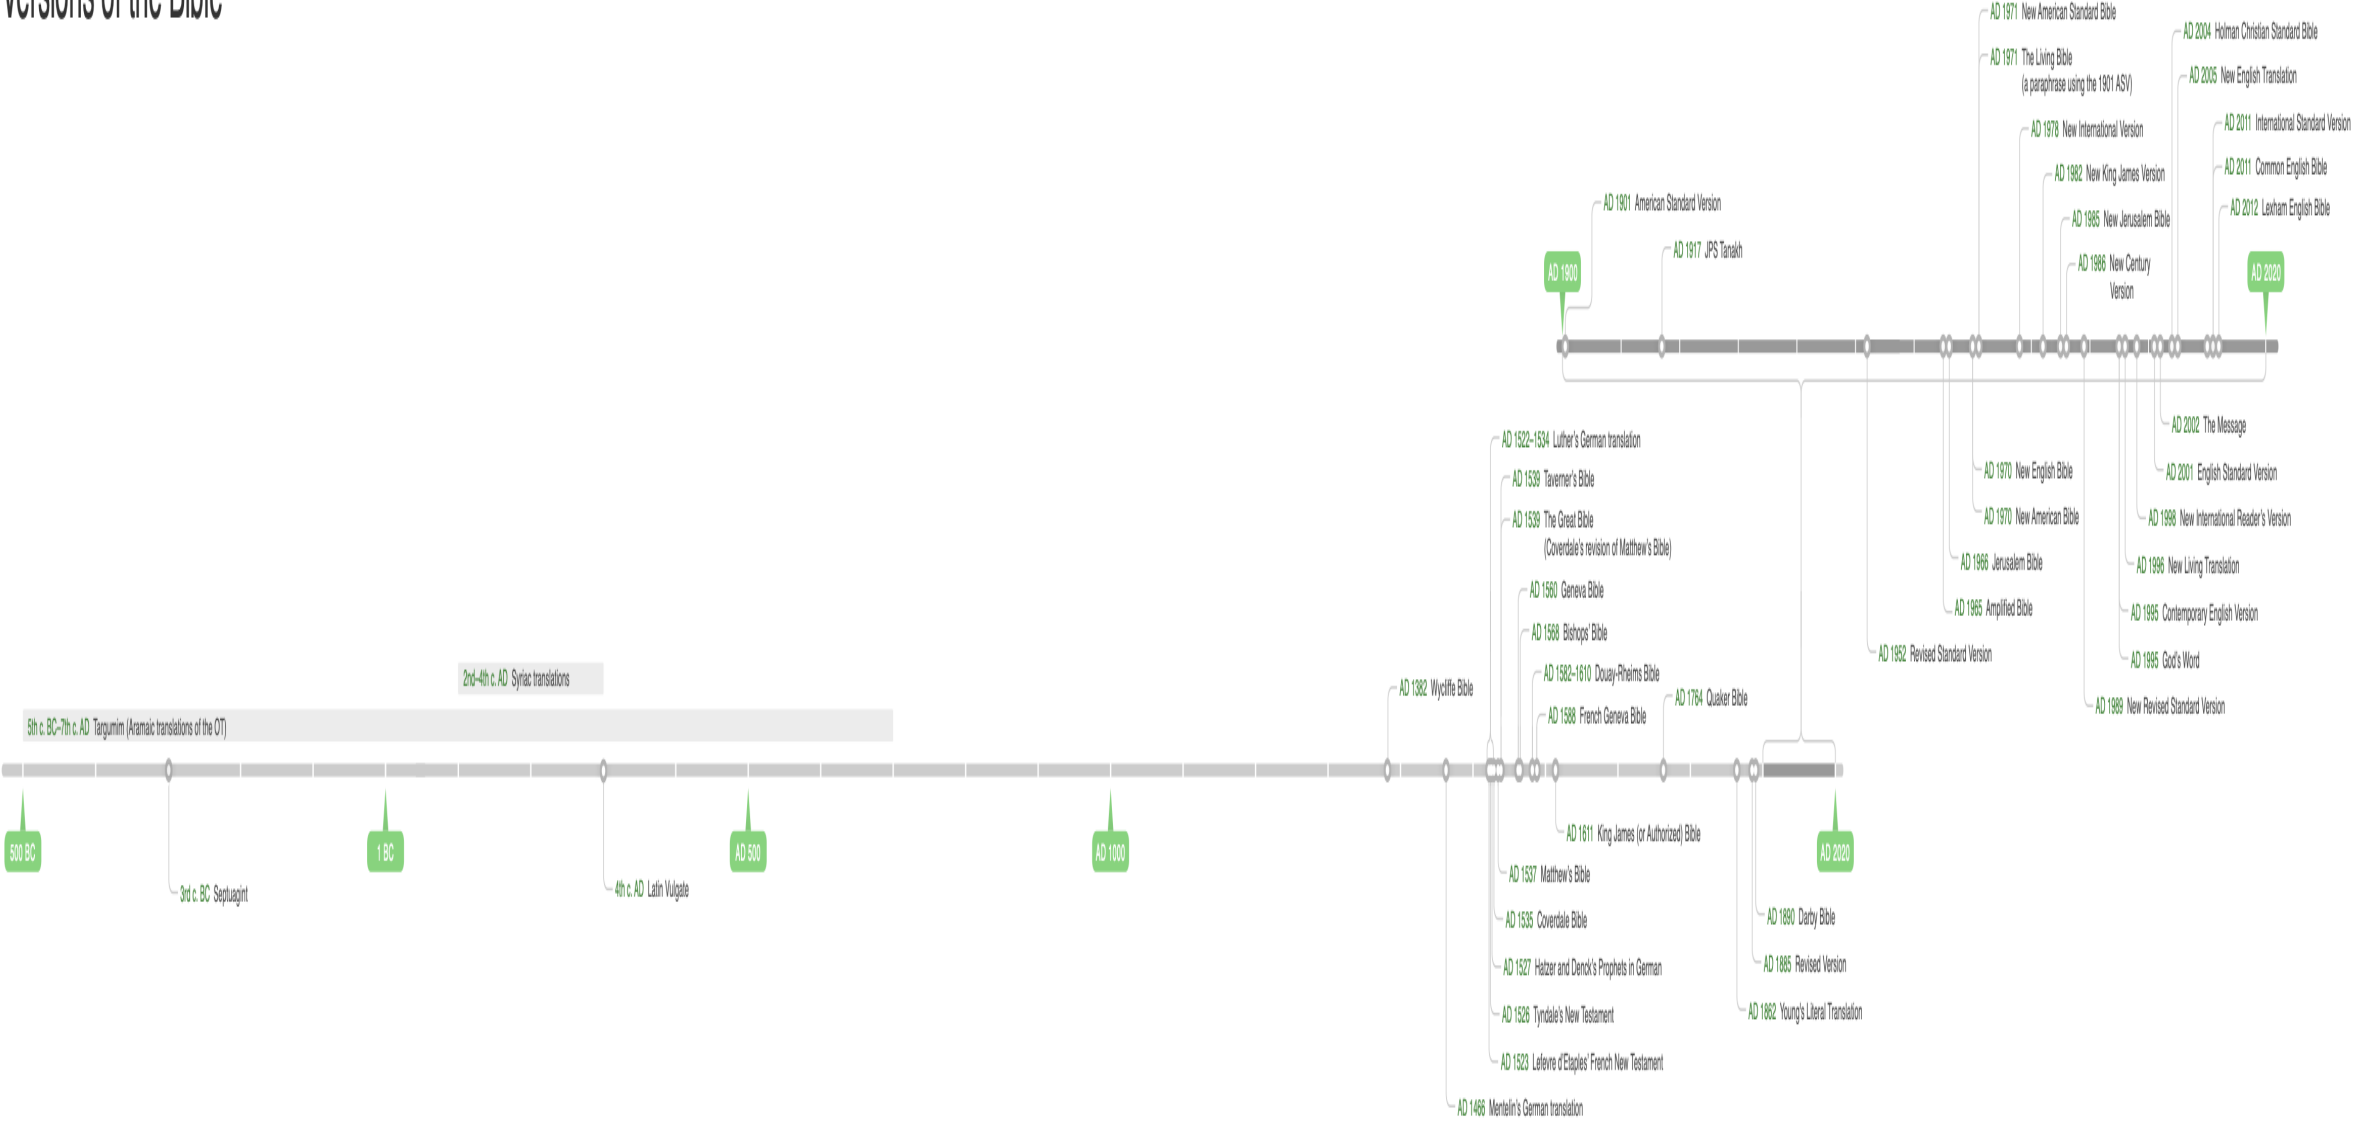 Versions of the Bible
AD 1971 New American Standard Bible
AD 1971 The Living Bible
(a paraphrase using the 1901 ASV)
AD 1978 New International Version
AD 1982 New King James Version
AD 1985 New Jerusalem Bible
AD 1986 New Century
Version
AD 2004 Holman Christian Standard Bible
AD 2005 New English Translation
AD 2011 International Standard Version
AD 2011 Common English Bible
AD 2012 Lexham English Bible
AD 1901 American Standard Version
AD 1917 JPS Tanakh
AD 1900
AD 2020
AD 2002 The Message
AD 2001 English Standard Version
AD 1998 New International Reader's Version
AD 1996 New Living Translation
AD 1995 Contemporary English Version
AD 1995 God's Word
AD 1989 New Revised Standard Version
AD 1970 New English Bible
AD 1970 New American Bible
AD 1966 Jerusalem Bible
AD 1965 Amplified Bible
AD 1952 Revised Standard Version
AD 1522–1534 Luther's German translation
AD 1539 Taverner's Bible
AD 1539 The Great Bible
(Coverdale's revision of Matthew's Bible)
AD 1560 Geneva Bible
AD 1568 Bishops' Bible
AD 1582–1610 Douay-Rheims Bible
AD 1588 French Geneva Bible
AD 1764 Quaker Bible
AD 1382 Wycliffe Bible
2nd–4th c. AD Syriac translations
5th c. BC–7th c. AD Targumim (Aramaic translations of the OT)
500 BC
1 BC
AD 500
AD 1000
AD 2020
3rd c. BC Septuagint
4th c. AD Latin Vulgate
AD 1611 King James (or Authorized) Bible
AD 1537 Matthew's Bible
AD 1535 Coverdale Bible
AD 1527 Hatzer and Denck's Prophets in German
AD 1526 Tyndale's New Testament
AD 1523 Lefevre d'Etaples' French New Testament
AD 1466 Mentelin's German translation
AD 1890 Darby Bible
AD 1885 Revised Version
AD 1862 Young's Literal Translation